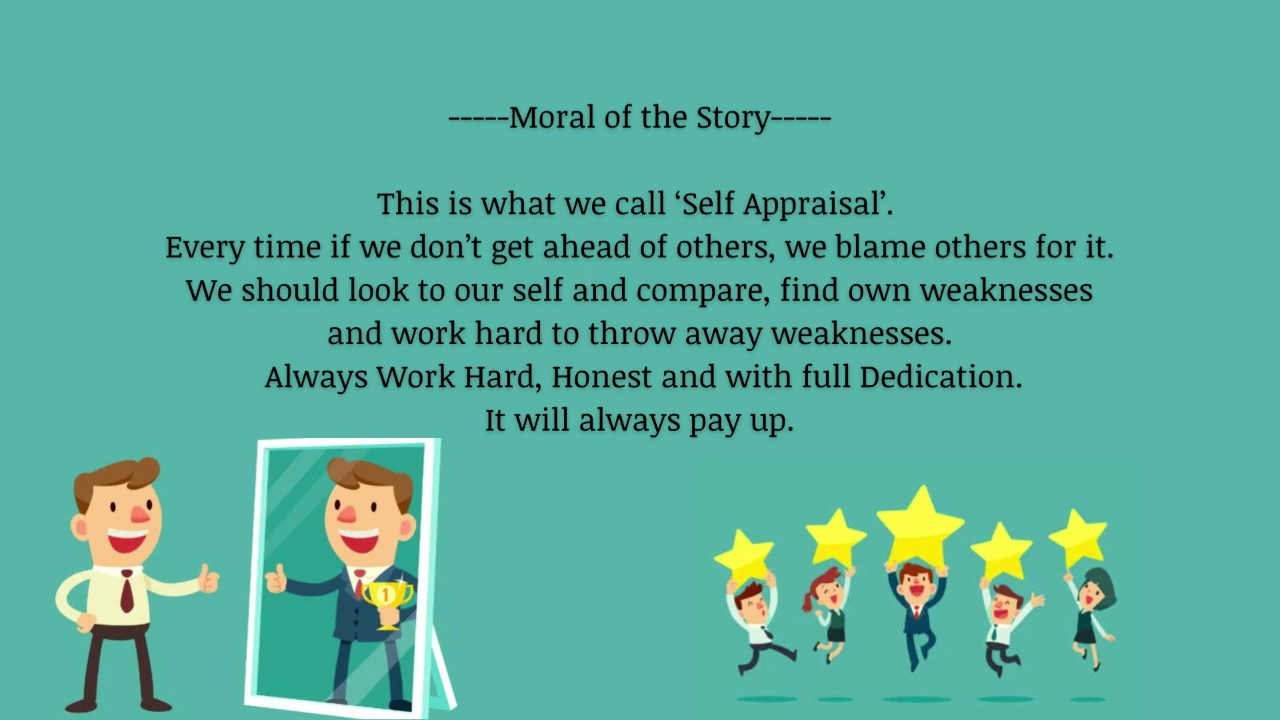 -----Moral of the Story-----
This is what we call ‘Self Appraisal’.
Every time if we don’t get ahead of others, we blame others for it.
We should look to our self and compare, find own weaknesses
and work hard to throw away weaknesses.
Always Work Hard, Honest and with full Dedication.
It will always pay up.
1